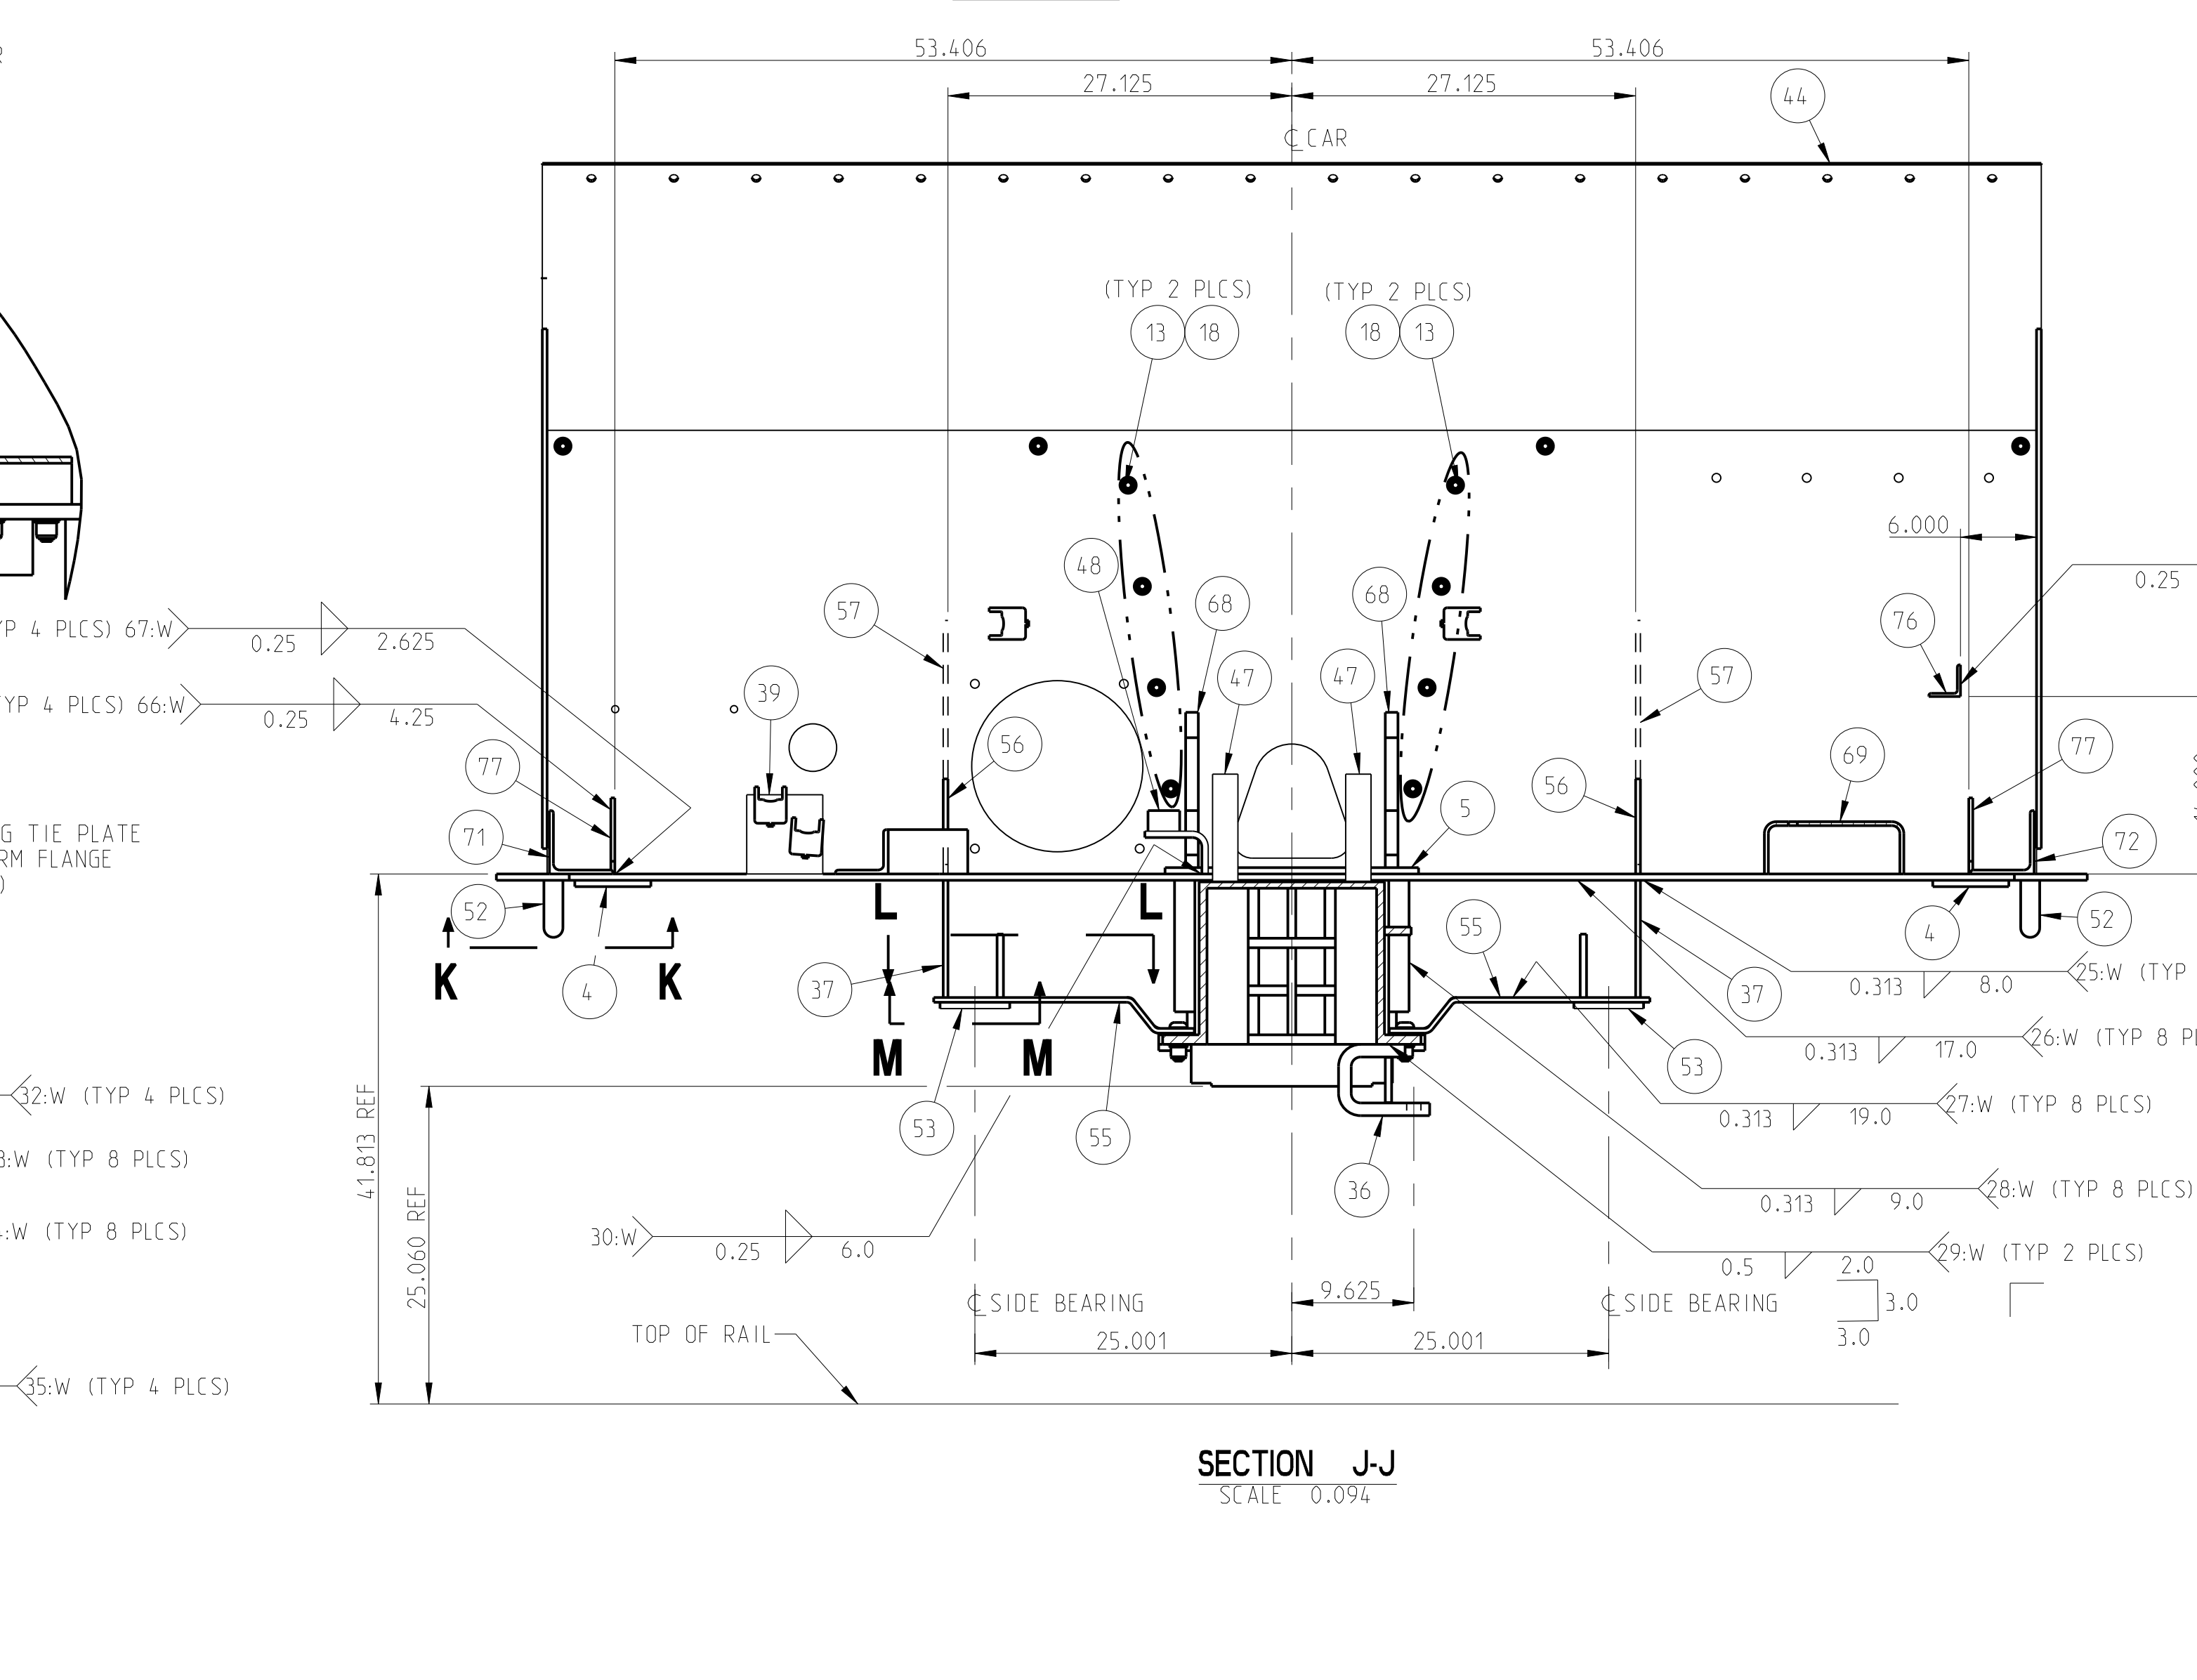 53.406
53.406
27.125
27.125
44
℄ CAR
(TYP 2 PLCS)
(TYP 2 PLCS)
13 18
18 13
6.000
48
0.25
57
68
68
76
4 PLCS) 67:W
0.25
2.625
47
47
57
39
4 PLCS) 66:W
0.25
4.25
56
77
69
77
56
5
TIE PLATE
FLANGE
71
72
52
L
L
4
52
55
K
K
4
37
37
0.313
8.0
25:W (TYP
M
M
53
0.313
17.0
26:W (TYP 8
53
32:W (TYP 4 PLCS)
55
0.313
19.0
27:W (TYP 8 PLCS)
41.813 REF
:W (TYP 8 PLCS)
36
0.313
9.0
28:W (TYP 8 PLCS)
25.060 REF
:W (TYP 8 PLCS)
30:W
0.25
6.0
0.5
2.0
29:W (TYP 2 PLCS)
3.0
3.0
9.625
℄ SIDE BEARING
℄ SIDE BEARING
TOP OF RAIL
25.001
25.001
35:W (TYP 4 PLCS)
SECTION J-J
SCALE 0.094